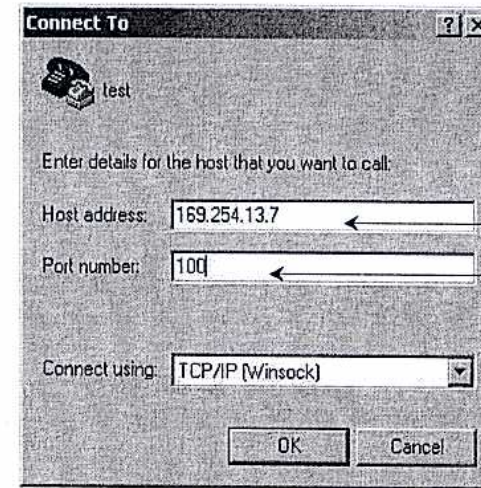 Connect To
test
Enter details for the host that you want to call:
Host address: 169.254.13.7
Port number: 100
Connect using: TCP/IP (Winsock)
OK Cancel